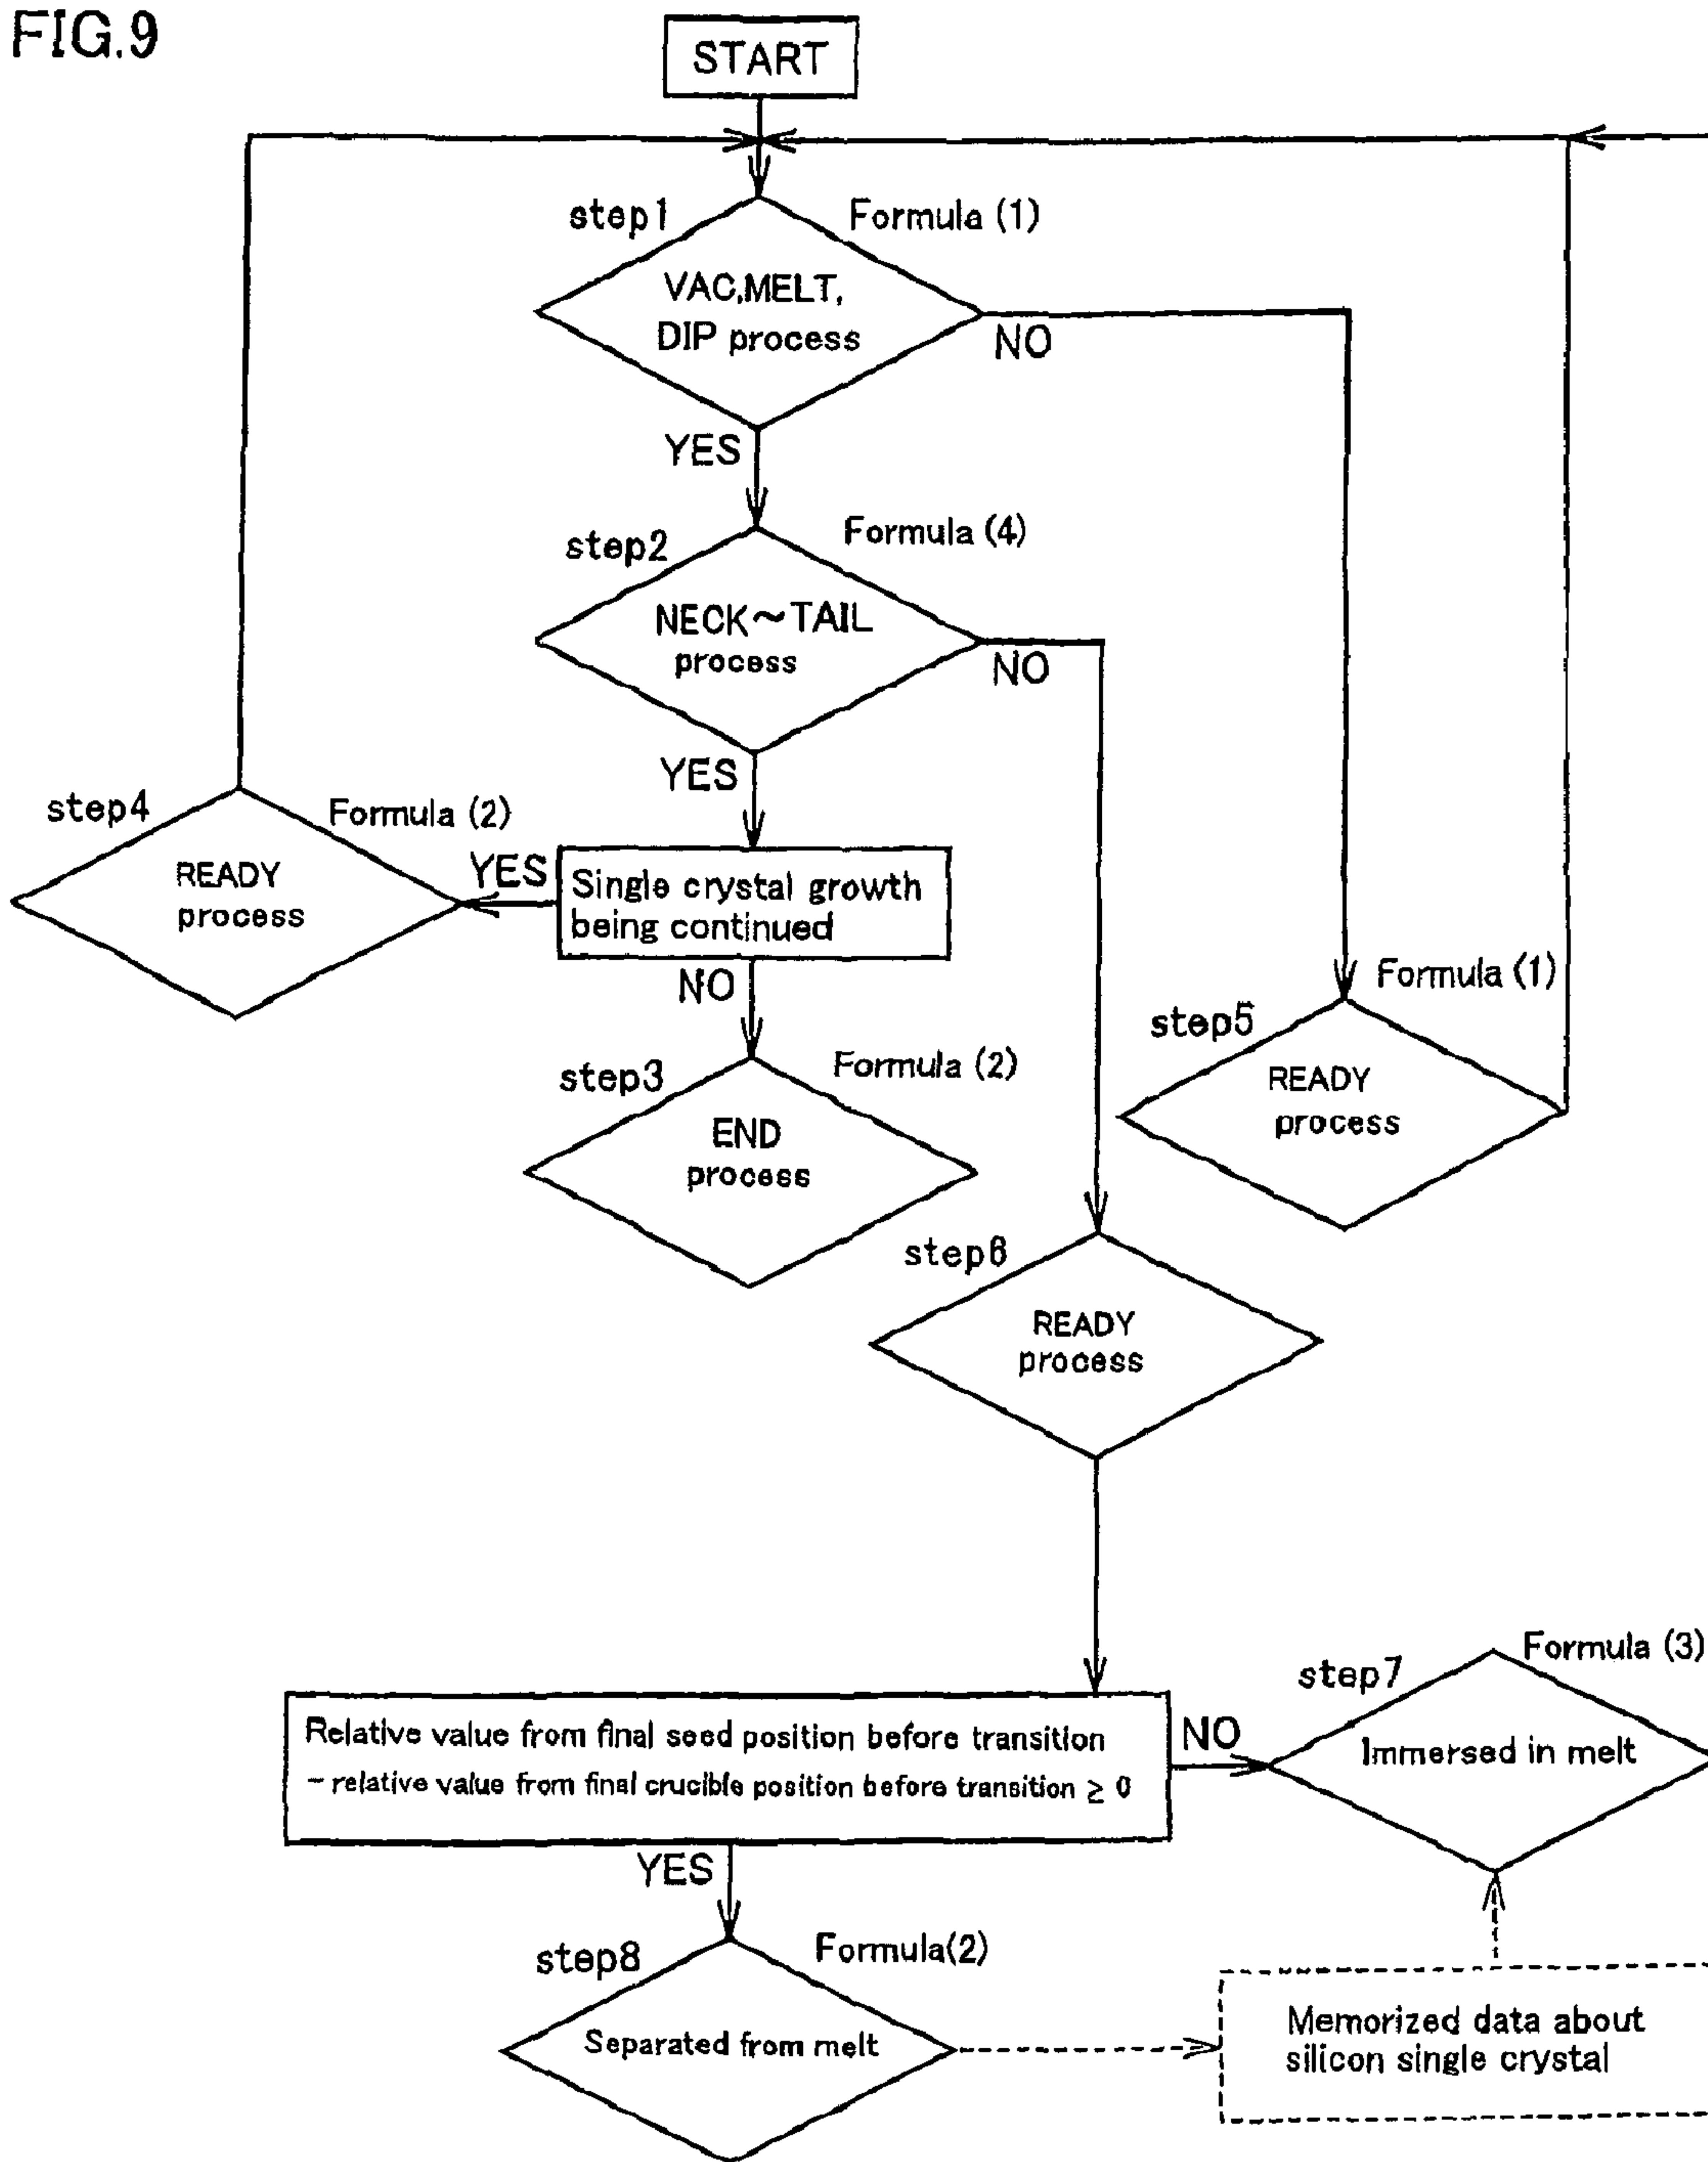 FIG.9
START
step1
Formula (1)
VAC,MELT,
DIP process
NO
YES
step2
Formula (4)
NECK~TAIL
process
NO
YES
step4
Formula (2)
READY
process
YES
Single crystal growth
being continued
NO
step3
Formula (2)
END
process
step5
Formula (1)
READY
process
step6
READY
process
Relative value from final seed position before transition
- relative value from final crucible position before transition ≥ 0
NO
step7
Formula (3)
Immersed in melt
YES
step8
Formula(2)
Separated from melt
Memorized data about
silicon single crystal